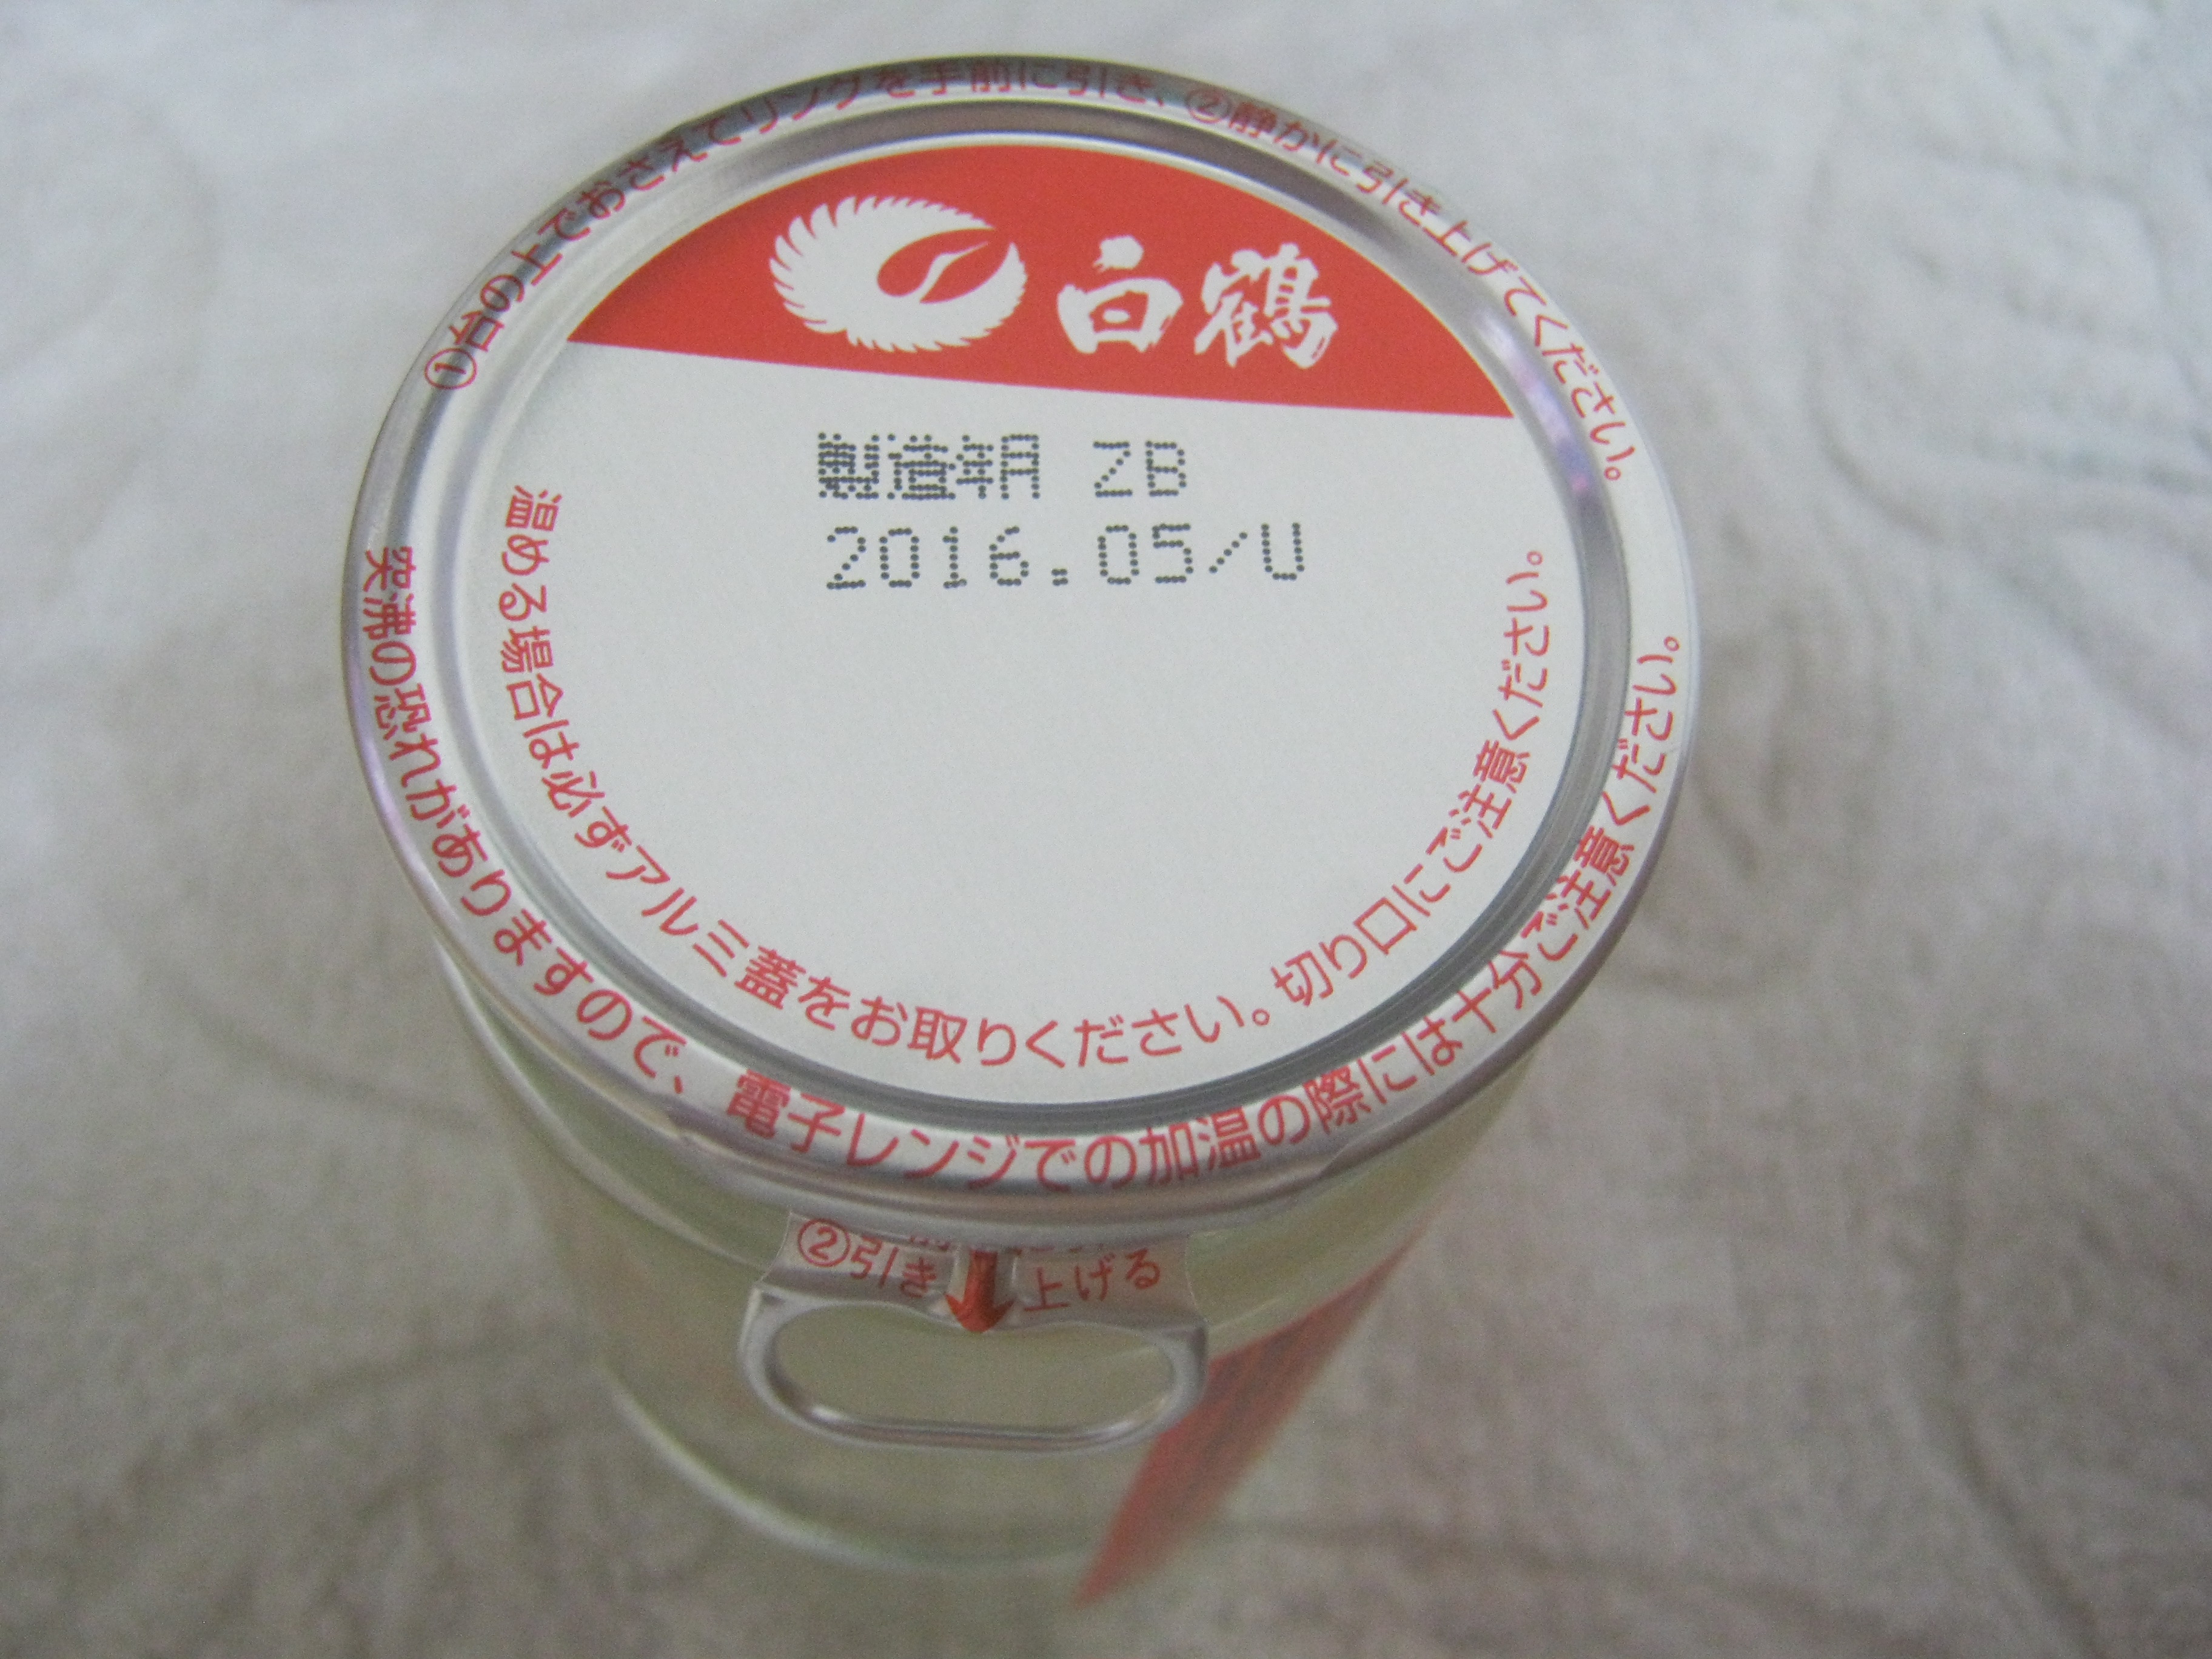 ①台の上でおさえてリングを手前に引き、②静かに引き上げてください。
白鶴
製造年月 ZB
2016.05/U
温める場合は必ずアルミ蓋をお取りください。切り口にご注意ください。
突沸の恐れがありますので、電子レンジでの加温の際には十分ご注意ください。
②引き上げる